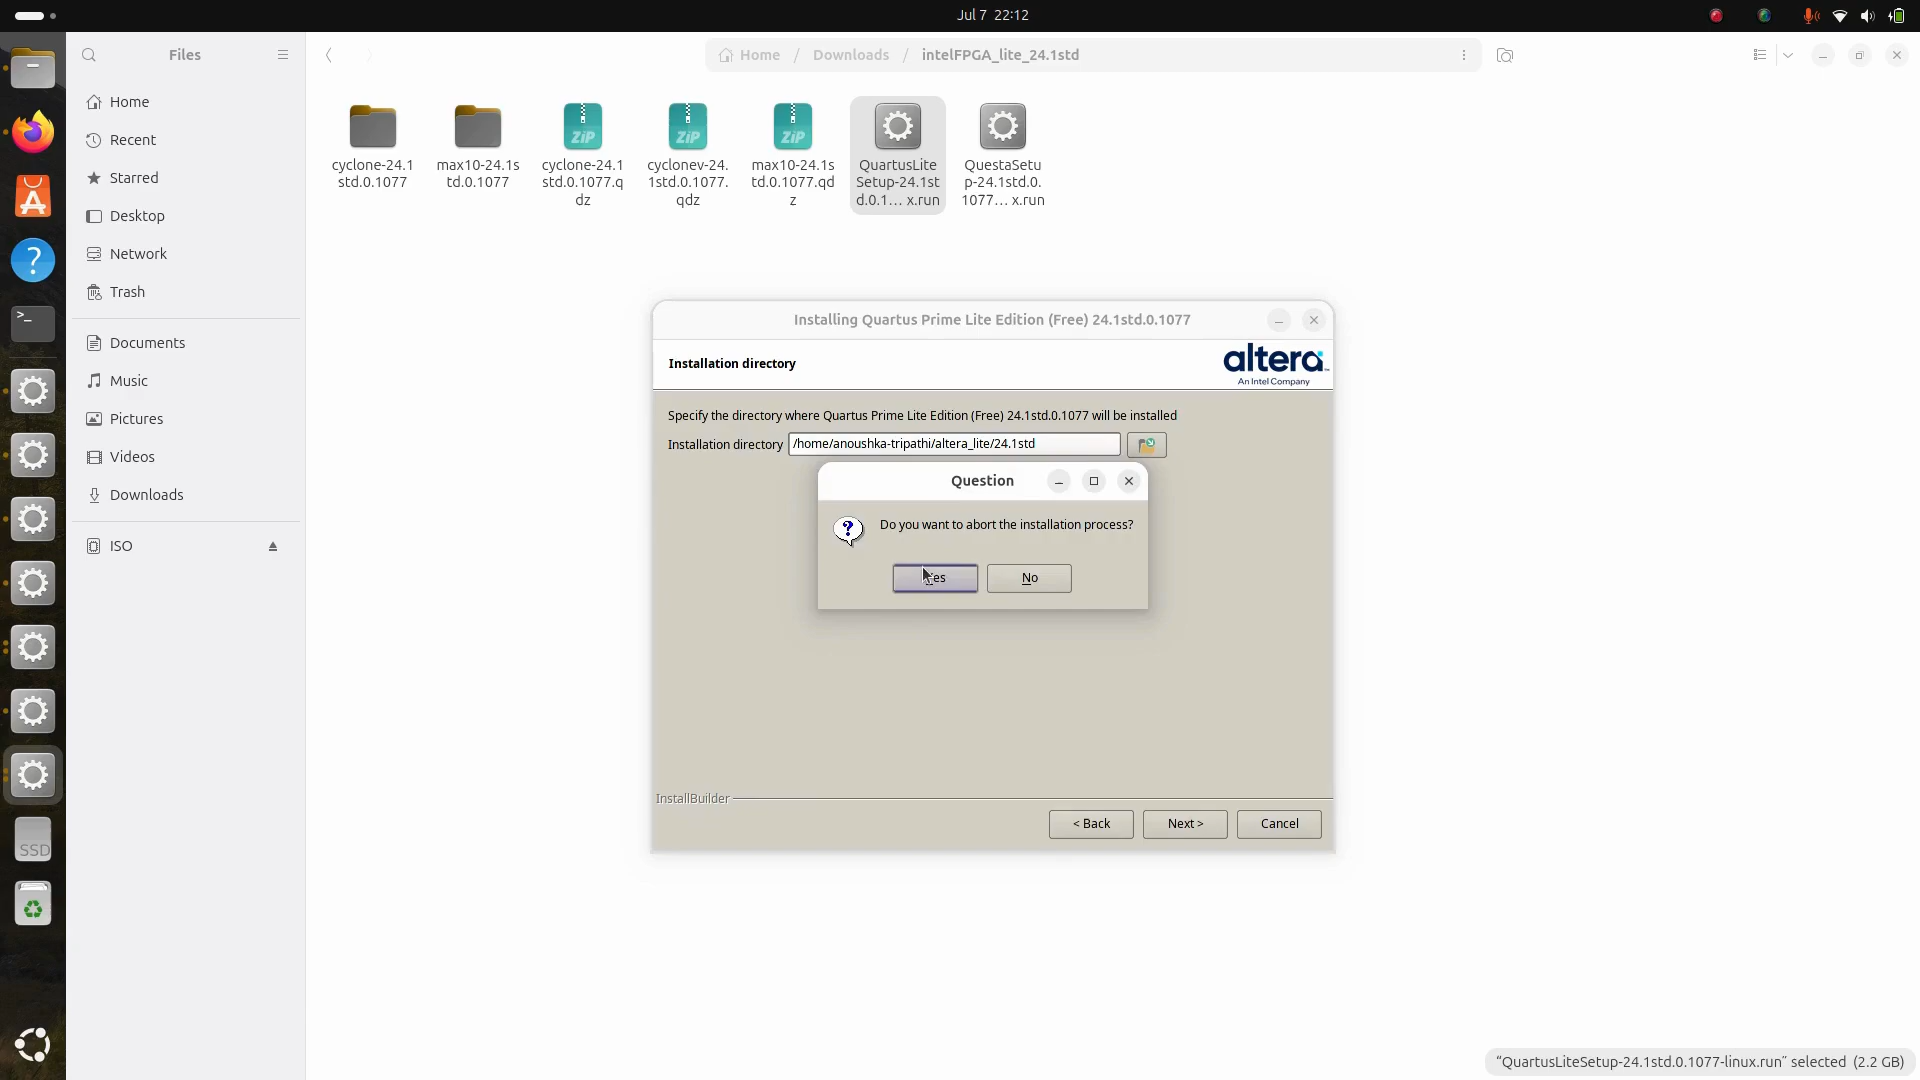 Jul 7 22:12
Files
Home / Downloads / intelFPGA_lite_24.1std
Home
Recent
Starred
Desktop
Network
Trash
Documents
Music
Pictures
Videos
Downloads
ISO
cyclone-24.1
std.0.1077
max10-24.1s
td.0.1077
cyclone-24.1
std.0.1077.q
dz
cyclonev-24.
1std.0.1077.
qdz
max10-24.1s
td.0.1077.qd
z
QuartusLite
Setup-24.1st
d.0.1… x.run
QuestaSetu
p-24.1std.0.
1077… x.run
ZIP
ZIP
ZIP
Installing Quartus Prime Lite Edition (Free) 24.1std.0.1077
Installation directory
altera
An Intel Company
Specify the directory where Quartus Prime Lite Edition (Free) 24.1std.0.1077 will be installed
Installation directory /home/anoushka-tripathi/altera_lite/24.1std
Question
Do you want to abort the installation process?
Yes No
InstallBuilder
< Back Next > Cancel
SSD
"QuartusLiteSetup-24.1std.0.1077-linux.run" selected (2.2 GB)